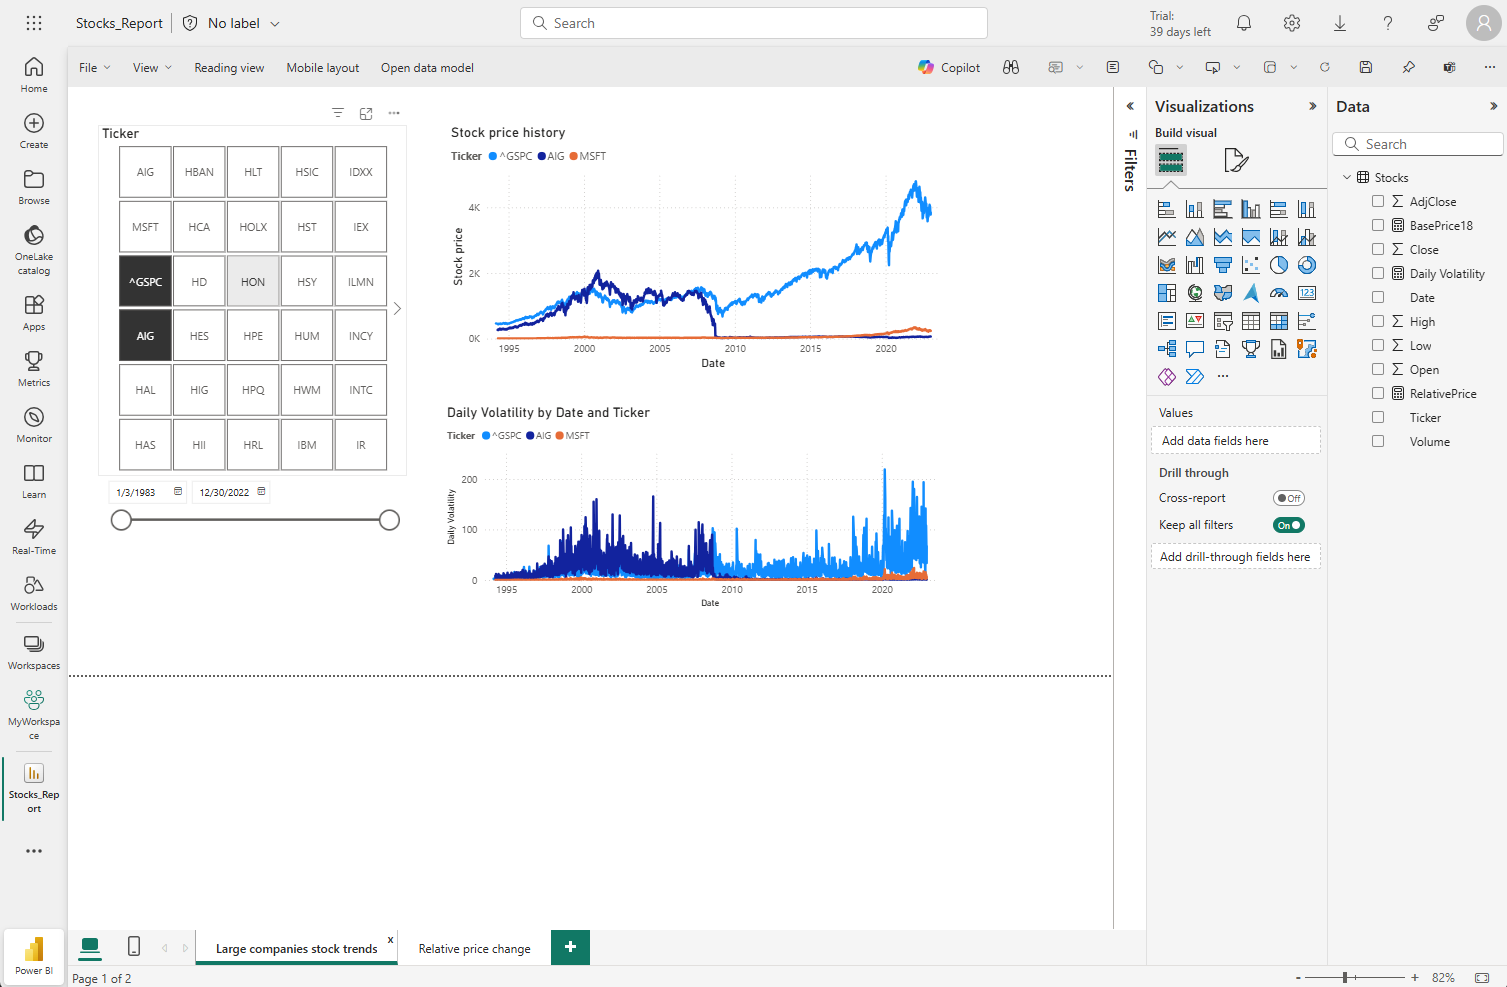 Stocks_Report
No label
Search
Trial:
39 days left
File
View
Reading view
Mobile layout
Open data model
Copilot
Home
Create
Browse
OneLake
catalog
Apps
Metrics
Monitor
Learn
Real-Time
Workloads
Workspaces
MyWorkspa
ce
Stocks_Rep
ort
Power BI
Ticker
AIG HBAN HLT HSIC IDXX
MSFT HCA HOLX HST IEX
^GSPC HD HON HSY ILMN
AIG HES HPE HUM INCY
HAL HIG HPQ HWM INTC
HAS HII HRL IBM IR
1/3/1983
12/30/2022
Stock price history
Ticker ^GSPC AIG MSFT
Stock price
4K
2K
0K
1995 2000 2005 2010 2015 2020
Date
Daily Volatility by Date and Ticker
Ticker ^GSPC AIG MSFT
Daily Volatility
200
100
0
1995 2000 2005 2010 2015 2020
Date
Filters
Visualizations
Build visual
123
Values
Add data fields here
Drill through
Cross-report
Off
Keep all filters
On
Add drill-through fields here
Data
Search
Stocks
AdjClose
BasePrice18
Close
Daily Volatility
Date
High
Low
Open
RelativePrice
Ticker
Volume
Large companies stock trends
x
Relative price change
+
Page 1 of 2
-
+
82%